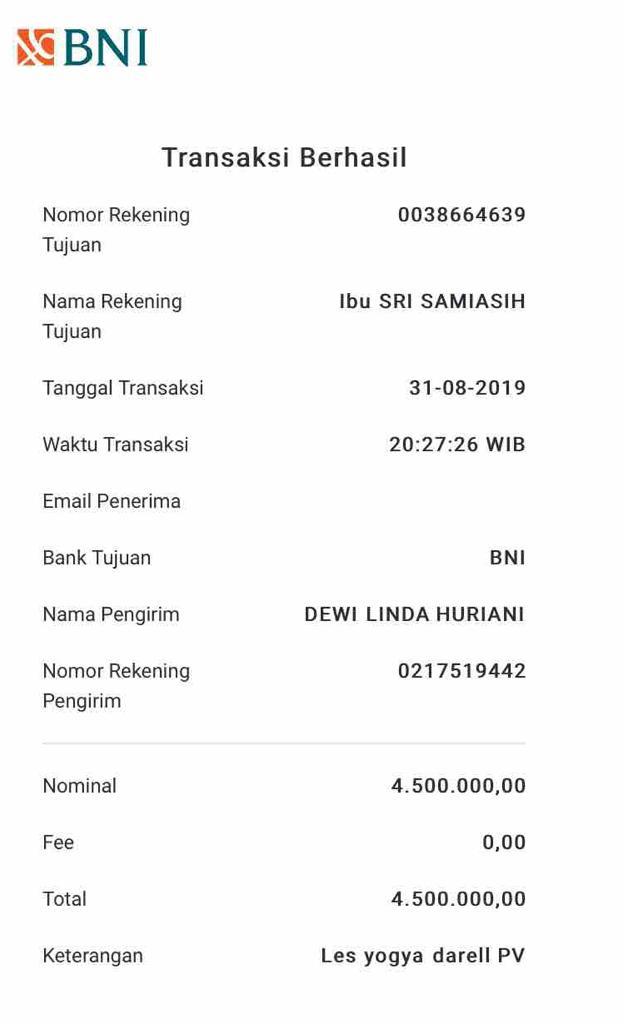 BNI
Transaksi Berhasil
Nomor Rekening Tujuan 0038664639
Nama Rekening Tujuan Ibu SRI SAMIASIH
Tanggal Transaksi 31-08-2019
Waktu Transaksi 20:27:26 WIB
Email Penerima
Bank Tujuan BNI
Nama Pengirim DEWI LINDA HURIANI
Nomor Rekening Pengirim 0217519442
Nominal 4.500.000,00
Fee 0,00
Total 4.500.000,00
Keterangan Les yogya darell PV